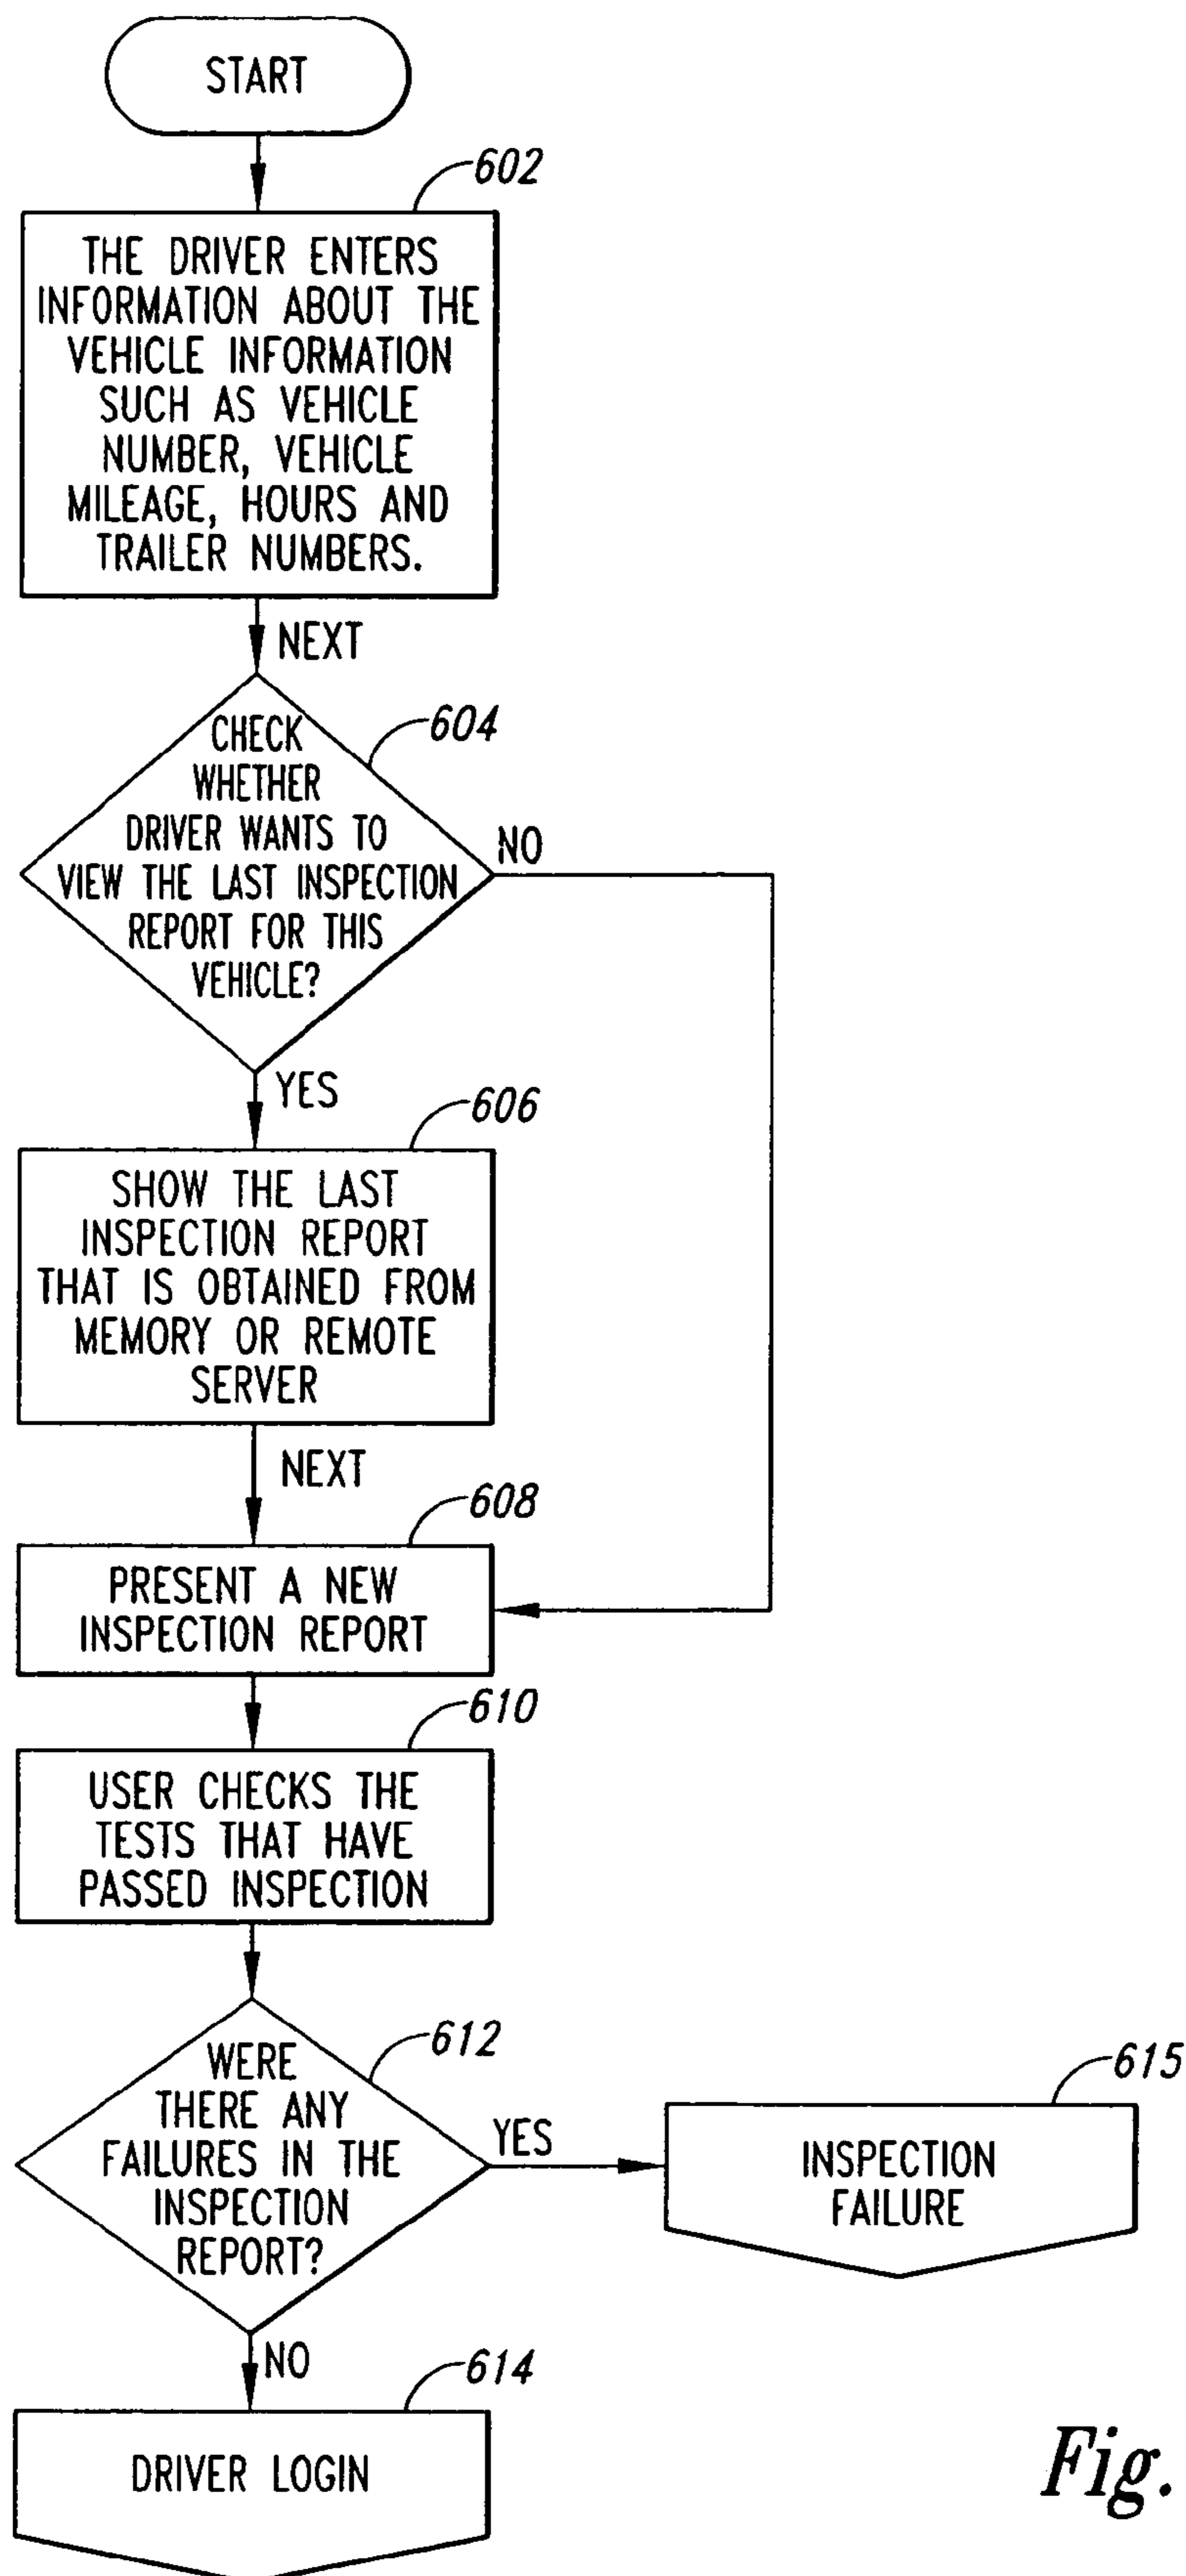 START
602
THE DRIVER ENTERS
INFORMATION ABOUT THE
VEHICLE INFORMATION
SUCH AS VEHICLE
NUMBER, VEHICLE
MILEAGE, HOURS AND
TRAILER NUMBERS.
NEXT
604
CHECK
WHETHER
DRIVER WANTS TO
VIEW THE LAST INSPECTION
REPORT FOR THIS
VEHICLE?
NO
YES
606
SHOW THE LAST
INSPECTION REPORT
THAT IS OBTAINED FROM
MEMORY OR REMOTE
SERVER
NEXT
608
PRESENT A NEW
INSPECTION REPORT
610
USER CHECKS THE
TESTS THAT HAVE
PASSED INSPECTION
612
WERE
THERE ANY
FAILURES IN THE
INSPECTION
REPORT?
YES
615
INSPECTION
FAILURE
NO
614
DRIVER LOGIN
Fig.